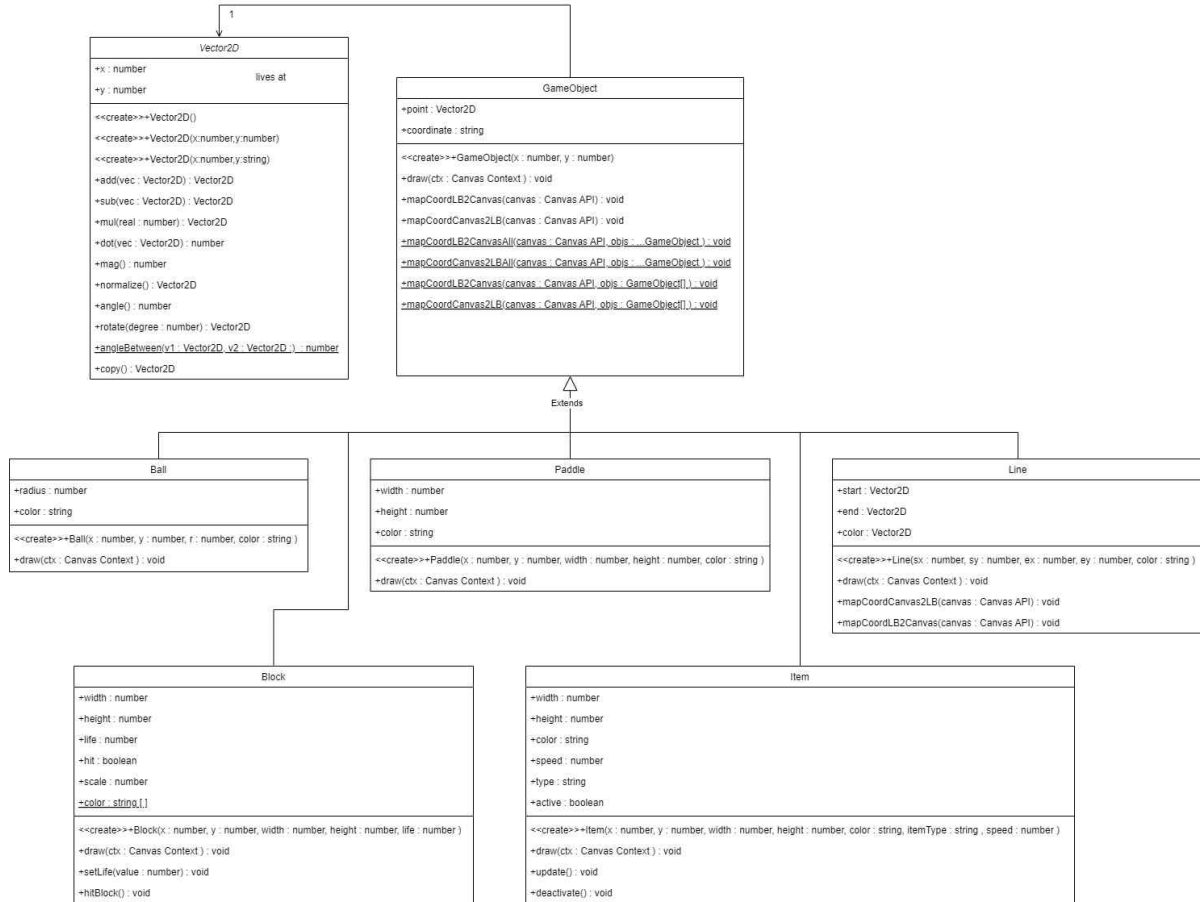 1
Vector2D
+x : number
lives at
+y : number
<<create>>+Vector2D()
<<create>>+Vector2D(x:number,y:number)
<<create>>+Vector2D(x:number,y:string)
+add(vec : Vector2D) : Vector2D
+sub(vec : Vector2D) : Vector2D
+mul(real : number) : Vector2D
+dot(vec : Vector2D) : number
+mag() : number
+normalize() : Vector2D
+angle() : number
+rotate(degree : number) : Vector2D
+angleBetween(v1 : Vector2D, v2 : Vector2D ;) : number
+copy() : Vector2D
GameObject
+point : Vector2D
+coordinate : string
<<create>>+GameObject(x : number, y : number)
+draw(ctx : Canvas Context ) : void
+mapCoordLB2Canvas(canvas : Canvas API) : void
+mapCoordCanvas2LB(canvas : Canvas API) : void
+mapCoordLB2CanvasAll(canvas : Canvas API, objs : ...GameObject ) : void
+mapCoordCanvas2LBAll(canvas : Canvas API, objs : ...GameObject ) : void
+mapCoordLB2Canvas(canvas : Canvas API, objs : GameObject[] ) : void
+mapCoordCanvas2LB(canvas : Canvas API, objs : GameObject[] ) : void
Extends
Ball
+radius : number
+color : string
<<create>>+Ball(x : number, y : number, r : number, color : string )
+draw(ctx : Canvas Context ) : void
Paddle
+width : number
+height : number
+color : string
<<create>>+Paddle(x : number, y : number, width : number, height : number, color : string )
+draw(ctx : Canvas Context ) : void
Line
+start : Vector2D
+end : Vector2D
+color : Vector2D
<<create>>+Line(sx : number, sy : number, ex : number, ey : number, color : string )
+draw(ctx : Canvas Context ) : void
+mapCoordCanvas2LB(canvas : Canvas API) : void
+mapCoordLB2Canvas(canvas : Canvas API) : void
Block
+width : number
+height : number
+life : number
+hit : boolean
+scale : number
+color : string [ ]
<<create>>+Block(x : number, y : number, width : number, height : number, life : number )
+draw(ctx : Canvas Context ) : void
+setLife(value : number) : void
+hitBlock() : void
Item
+width : number
+height : number
+color : string
+speed : number
+type : string
+active : boolean
<<create>>+Item(x : number, y : number, width : number, height : number, color : string, itemType : string , speed : number )
+draw(ctx : Canvas Context ) : void
+update() : void
+deactivate() : void